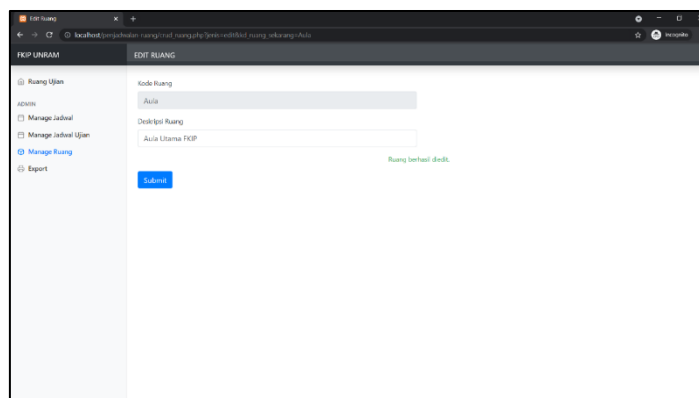 Edit Ruang
localhost/penjadwalan-ruang/crud_ruang.php?jenis=edit&kd_ruang_sekarang=Aula
Incognito
FKIP UNRAM
EDIT RUANG
Ruang Ujian
ADMIN
Manage Jadwal
Manage Jadwal Ujian
Manage Ruang
Export
Kode Ruang
Aula
Deskripsi Ruang
Aula Utama FKIP
Ruang berhasil diedit.
Submit